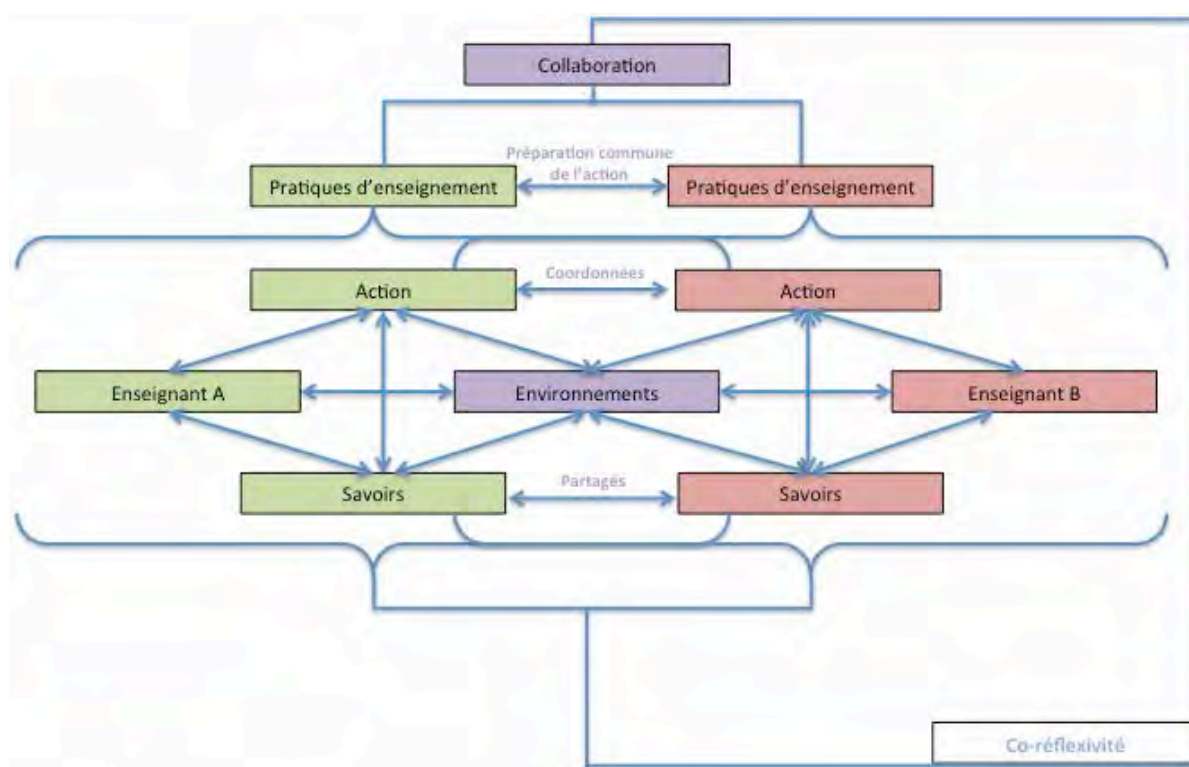 Collaboration
Préparation commune
de l'action
Pratiques d'enseignement
Pratiques d'enseignement
Coordonnées
Action
Action
Enseignant A
Environnements
Enseignant B
Partagés
Savoirs
Savoirs
Co-réflexivité